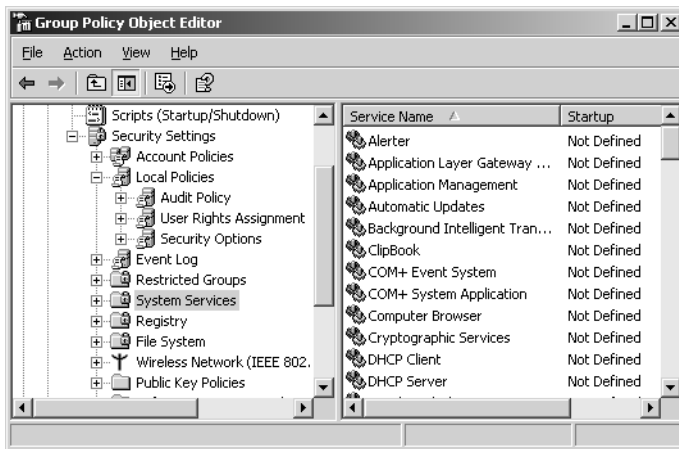 Group Policy Object Editor
File Action View Help
Scripts (Startup/Shutdown)
Security Settings
Account Policies
Local Policies
Audit Policy
User Rights Assignment
Security Options
Event Log
Restricted Groups
System Services
Registry
File System
Wireless Network (IEEE 802.
Public Key Policies
Service Name Startup
Alerter Not Defined
Application Layer Gateway ... Not Defined
Application Management Not Defined
Automatic Updates Not Defined
Background Intelligent Tran... Not Defined
ClipBook Not Defined
COM+ Event System Not Defined
COM+ System Application Not Defined
Computer Browser Not Defined
Cryptographic Services Not Defined
DHCP Client Not Defined
DHCP Server Not Defined